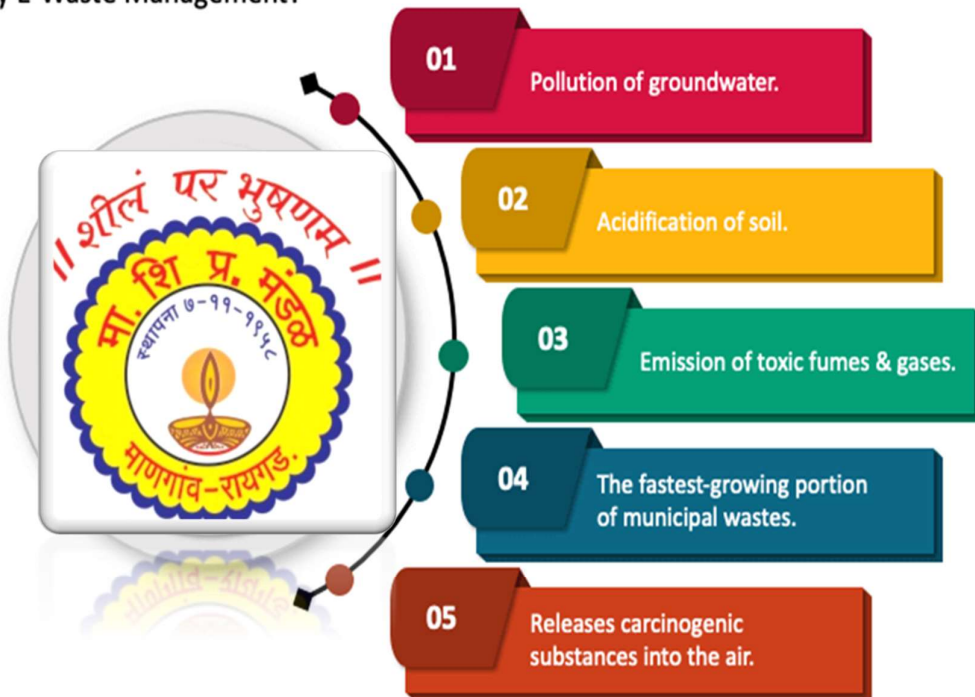 y E-Waste Management?
01
Pollution of groundwater.
02
Acidification of soil.
03
Emission of toxic fumes & gases.
04
The fastest-growing portion
of municipal wastes.
05
Releases carcinogenic
substances into the air.
// शीलं पर भुषणम //
मा. शि प्र. मंडळ
स्थापना ७-११-१९५८
माणगांव-रायगड.